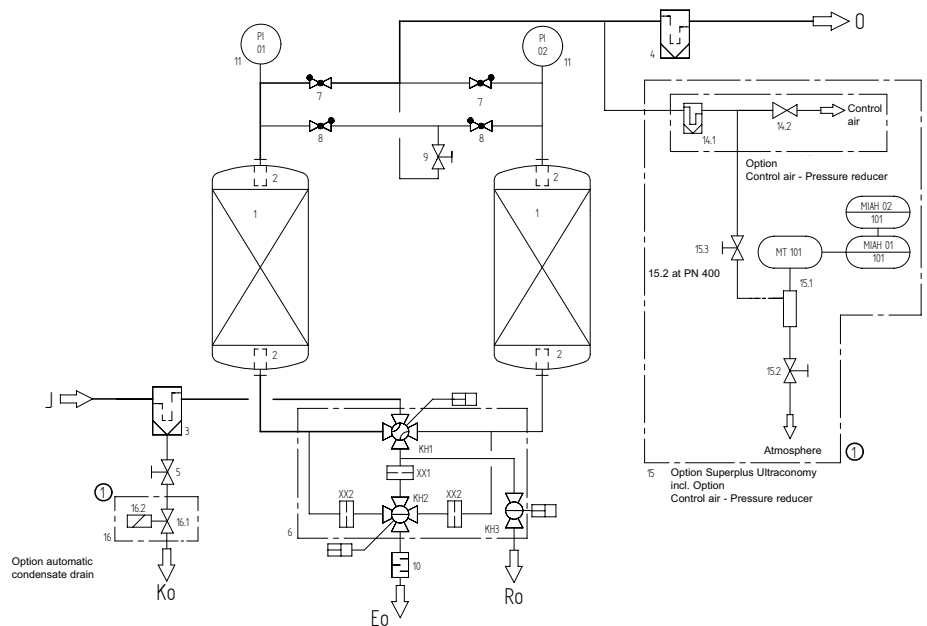 PI
01
11
PI
02
11
4
O
7
7
8
8
9
14.1
14.2
Control
air
Option
Control air - Pressure reducer
2
2
1
1
MIAH 02
101
MIAH 01
101
MT 101
15.3
15.2 at PN 400
15.1
15.2
2
2
J
3
KH1
Atmosphere
1
15
Option Superplus Ultraconomy
incl. Option
Control air - Pressure reducer
5
XX1
1
XX2
KH2
XX2
16.2
16.1
16
6
KH3
Option automatic
condensate drain
10
Ko
Eo
Ro